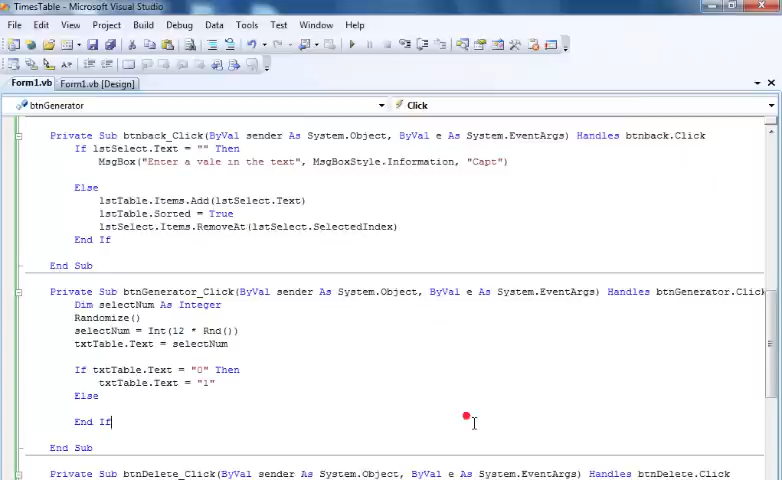 TimesTable - Microsoft Visual Studio
File Edit View Project Build Debug Data Tools Test Window Help
Form1.vb Form1.vb [Design]
btnGenerator Click
Private Sub btnback_Click(ByVal sender As System.Object, ByVal e As System.EventArgs) Handles btnback.Click
If lstSelect.Text = "" Then
MsgBox("Enter a vale in the text", MsgBoxStyle.Information, "Capt")
Else
lstTable.Items.Add(lstSelect.Text)
lstTable.Sorted = True
lstSelect.Items.RemoveAt(lstSelect.SelectedIndex)
End If
End Sub
Private Sub btnGenerator_Click(ByVal sender As System.Object, ByVal e As System.EventArgs) Handles btnGenerator.Click
Dim selectNum As Integer
Randomize()
selectNum = Int(12 * Rnd())
txtTable.Text = selectNum
If txtTable.Text = "0" Then
txtTable.Text = "1"
Else
End If
End Sub
Private Sub btnDelete_Click(ByVal sender As System.Object, ByVal e As System.EventArgs) Handles btnDelete.Click